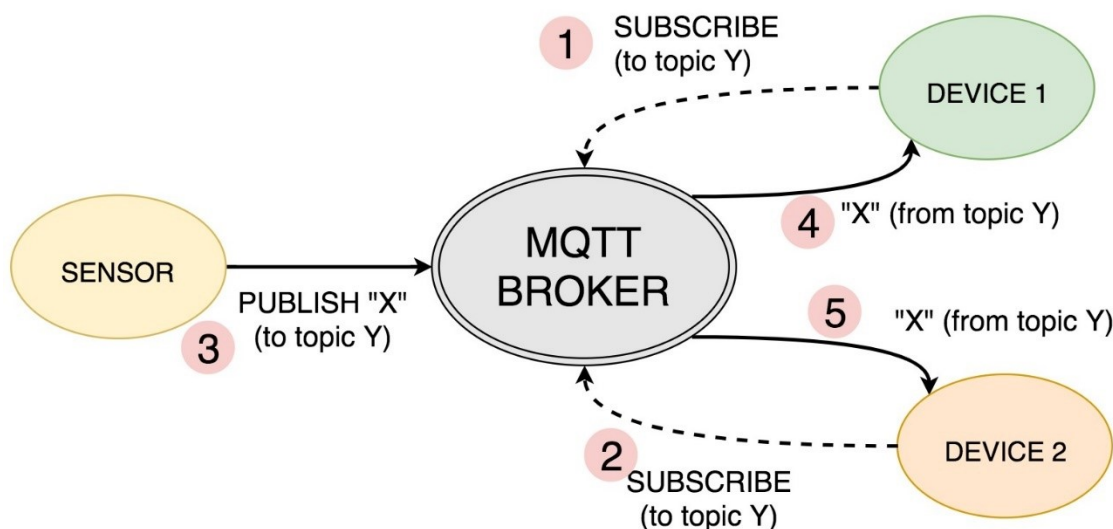 1
SUBSCRIBE
(to topic Y)
DEVICE 1
4
"X" (from topic Y)
SENSOR
MQTT
BROKER
3
PUBLISH "X"
(to topic Y)
5
"X" (from topic Y)
2
SUBSCRIBE
(to topic Y)
DEVICE 2